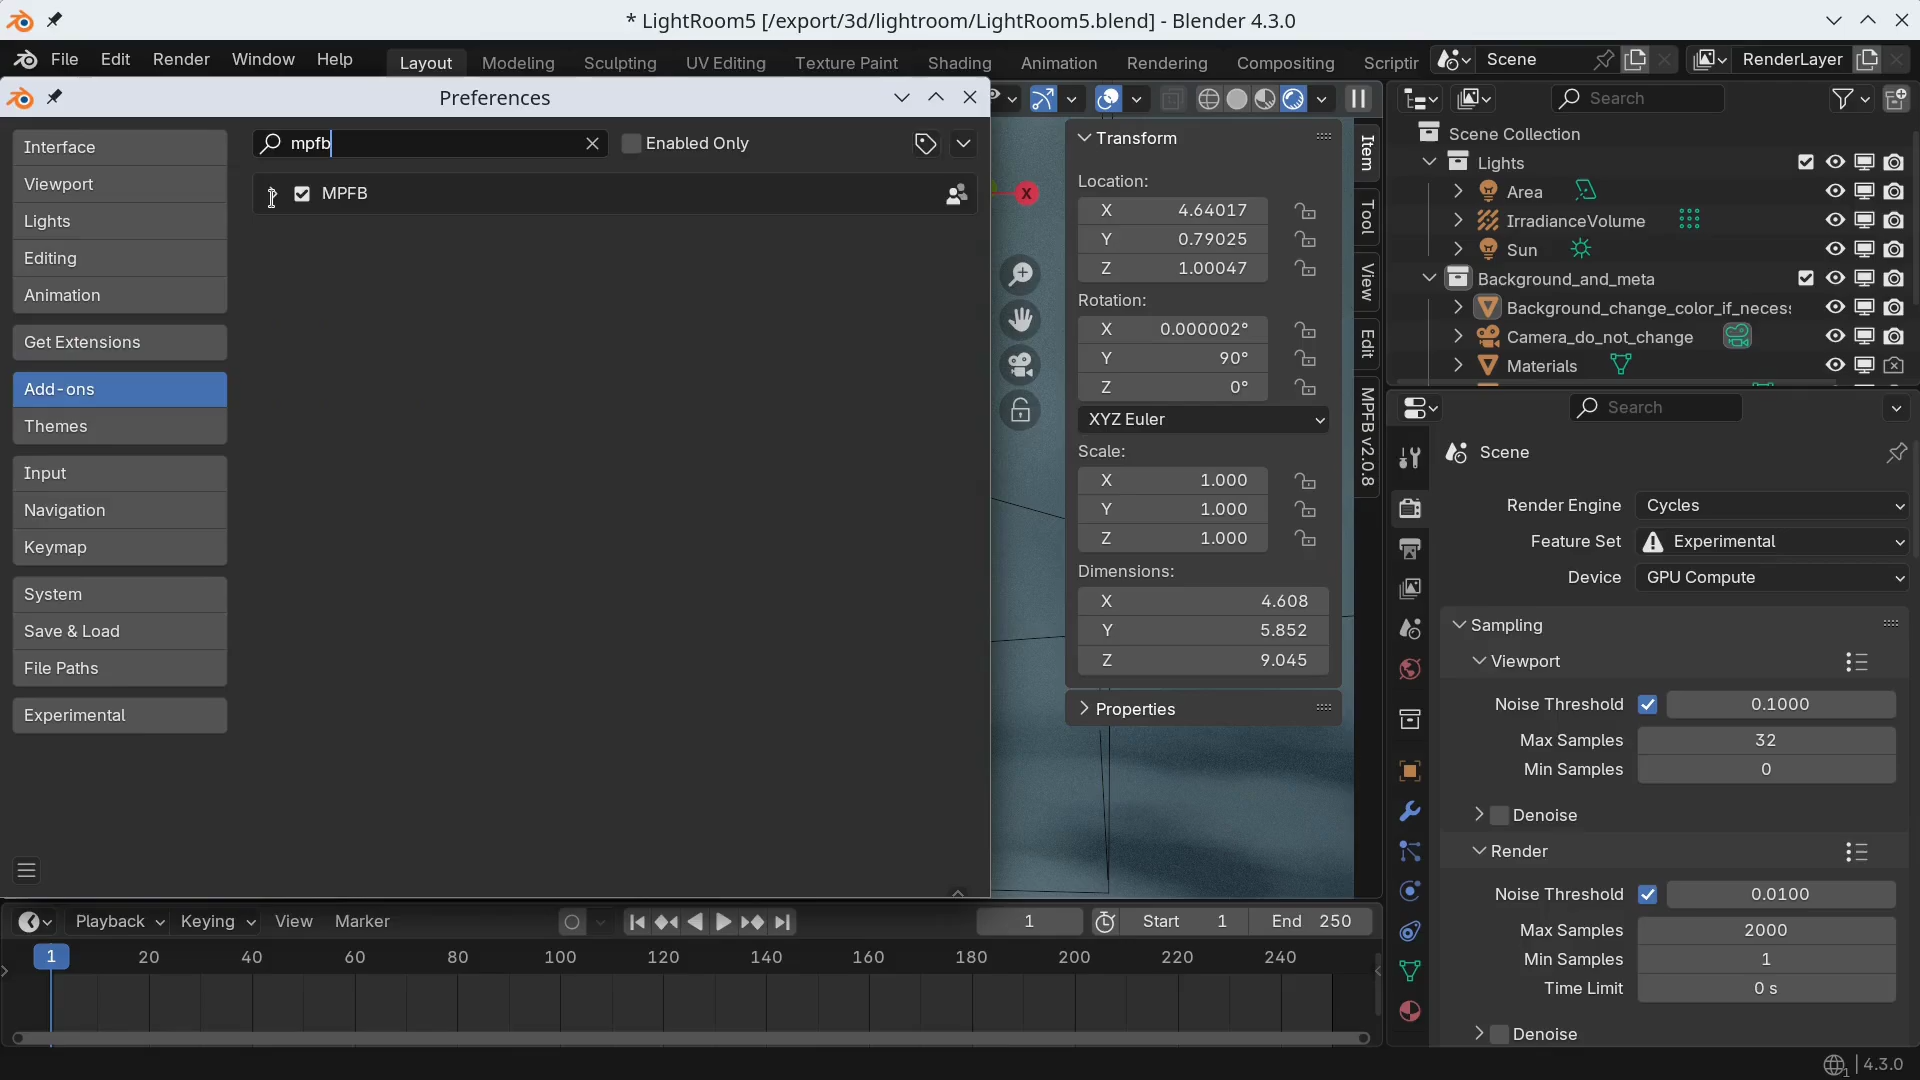 * LightRoom5 [/export/3d/lightroom/LightRoom5.blend] - Blender 4.3.0
File Edit Render Window Help Layout Modeling Sculpting UV Editing Texture Paint Shading Animation Rendering Compositing Scriptir Scene RenderLayer
Preferences
Interface
Viewport
Lights
Editing
Animation
Get Extensions
Add-ons
Themes
Input
Navigation
Keymap
System
Save & Load
File Paths
Experimental
mpfb Enabled Only
MPFB
X
Transform
Location:
X 4.64017
Y 0.79025
Z 1.00047
Rotation:
X 0.000002°
Y 90°
Z 0°
XYZ Euler
Scale:
X 1.000
Y 1.000
Z 1.000
Dimensions:
X 4.608
Y 5.852
Z 9.045
Properties
Item
Tool
View
Edit
MPFB v2.0.8
Search
Scene Collection
Lights
Area
IrradianceVolume
Sun
Background_and_meta
Background_change_color_if_necess
Camera_do_not_change
Materials
Search
Scene
Render Engine Cycles
Feature Set Experimental
Device GPU Compute
Sampling
Viewport
Noise Threshold 0.1000
Max Samples 32
Min Samples 0
Denoise
Render
Noise Threshold 0.0100
Max Samples 2000
Min Samples 1
Time Limit 0 s
Denoise
Playback Keying View Marker 1 Start 1 End 250
1 20 40 60 80 100 120 140 160 180 200 220 240
1 4.3.0